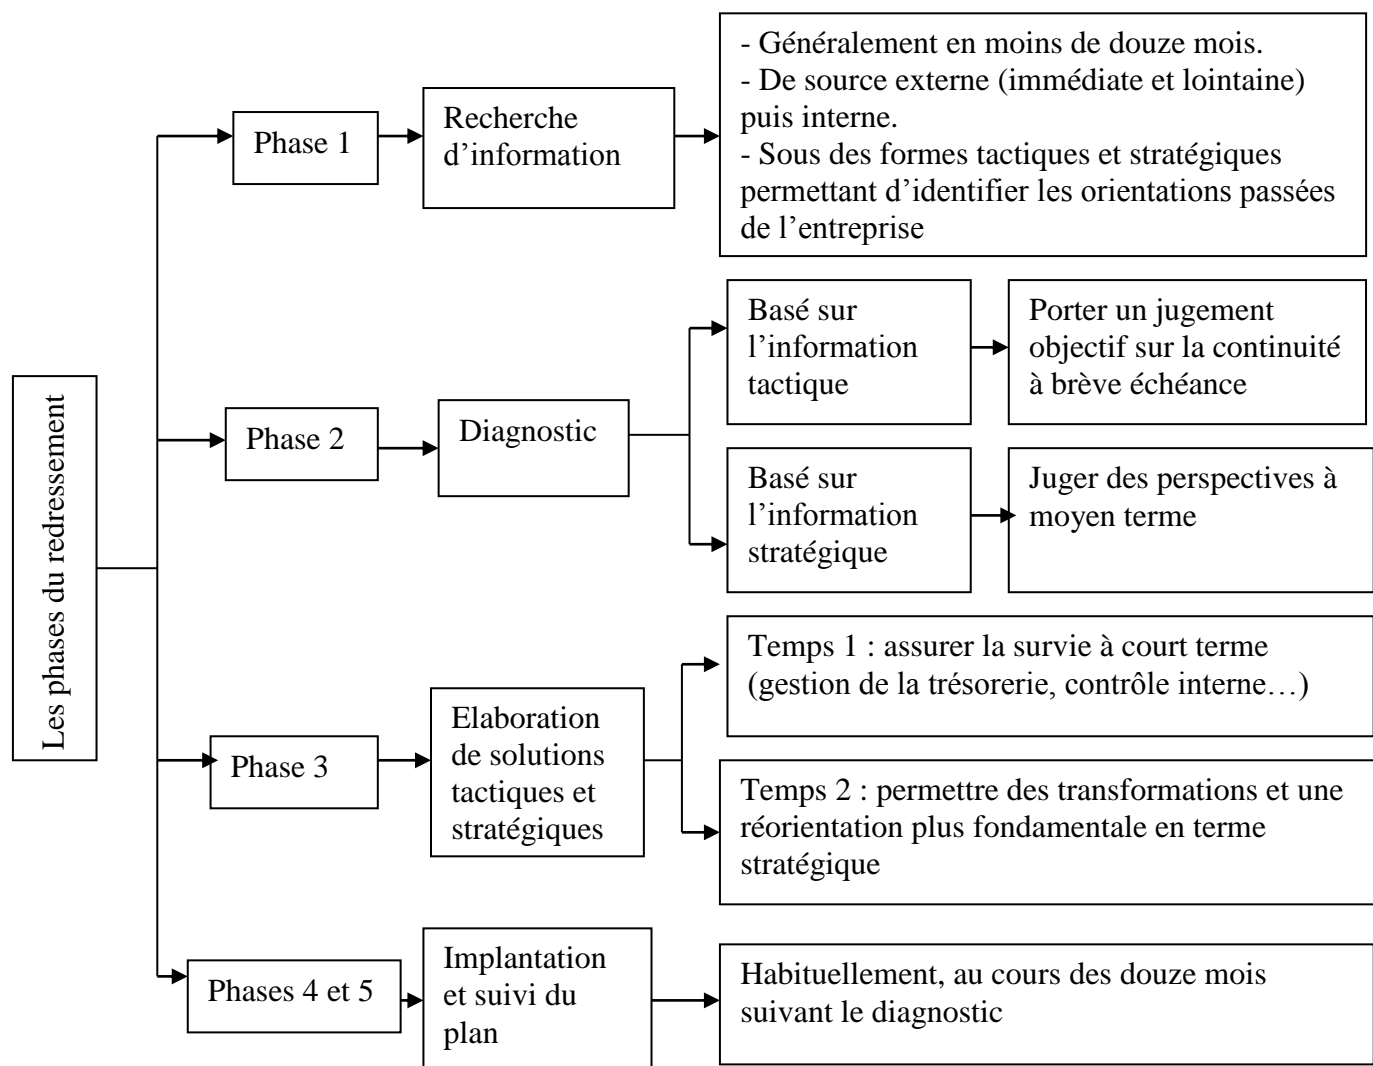 Les phases du redressement
Phase 1
Recherche
d’information
- Généralement en moins de douze mois.
- De source externe (immédiate et lointaine)
puis interne.
- Sous des formes tactiques et stratégiques
permettant d’identifier les orientations passées
de l’entreprise
Phase 2
Diagnostic
Basé sur
l’information
tactique
Porter un jugement
objectif sur la continuité
à brève échéance
Basé sur
l’information
stratégique
Juger des perspectives à
moyen terme
Phase 3
Elaboration
de solutions
tactiques et
stratégiques
Temps 1 : assurer la survie à court terme
(gestion de la trésorerie, contrôle interne…)
Temps 2 : permettre des transformations et une
réorientation plus fondamentale en terme
stratégique
Phases 4 et 5
Implantation
et suivi du
plan
Habituellement, au cours des douze mois
suivant le diagnostic